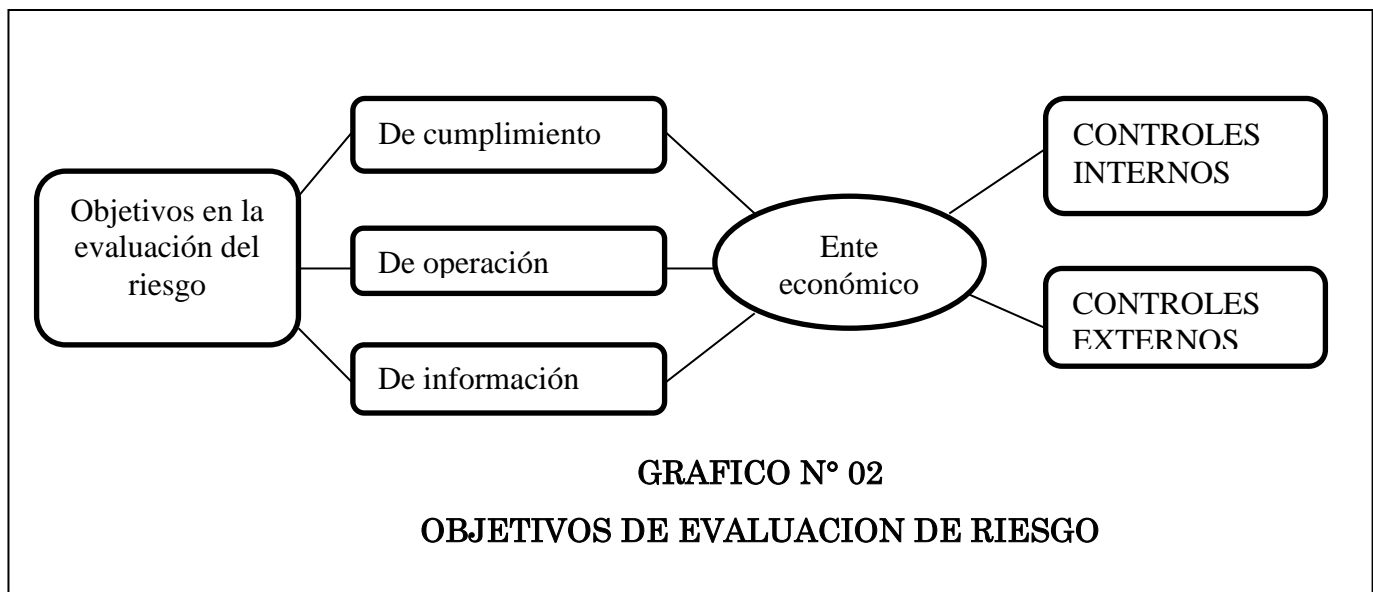 Objetivos en la
evaluación del
riesgo
De cumplimiento
De operación
De información
Ente
económico
CONTROLES
INTERNOS
CONTROLES
EXTERNOS
GRAFICO N° 02
OBJETIVOS DE EVALUACION DE RIESGO